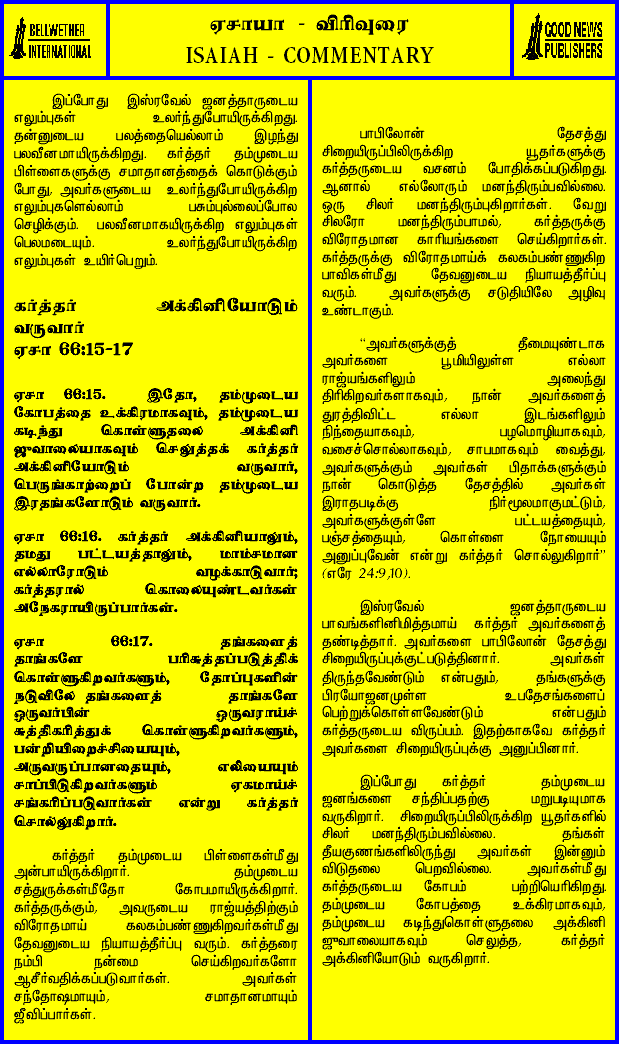 BELLWETHER
INTERNATIONAL
ஏசாயா - விரிவுரை
ISAIAH - COMMENTARY
GOOD NEWS
PUBLISHERS
இப்போது இஸ்ரவேல் ஜனத்தாருடைய
எலும்புகள் உலர்ந்துபோயிருக்கிறது.
தன்னுடைய பலத்தையெல்லாம் இழந்து
பலவீனமாயிருக்கிறது. கர்த்தர் தம்முடைய
பிள்ளைகளுக்கு சமாதானத்தைக் கொடுக்கும்
போது, அவர்களுடைய உலர்ந்துபோயிருக்கிற
எலும்புகளெல்லாம் பசும்புல்லைப்போல
செழிக்கும். பலவீனமாகயிருக்கிற எலும்புகள்
பெலமடையும். உலர்ந்துபோயிருக்கிற
எலும்புகள் உயிர்பெறும்.
கர்த்தர் அக்கினியோடும்
வருவார்
ஏசா 66:15-17
ஏசா 66:15. இதோ, தம்முடைய
கோபத்தை உக்கிரமாகவும், தம்முடைய
கடிந்து கொள்ளுதலை அக்கினி
ஜுவாலையாகவும் செலுத்தக் கர்த்தர்
அக்கினியோடும் வருவார்,
பெருங்காற்றைப் போன்ற தம்முடைய
இரதங்களோடும் வருவார்.
ஏசா 66:16. கர்த்தர் அக்கினியாலும்,
தமது பட்டயத்தாலும், மாம்சமான
எல்லாரோடும் வழக்காடுவார்;
கர்த்தரால் கொலையுண்டவர்கள்
அநேகராயிருப்பார்கள்.
ஏசா 66:17. தங்களைத்
தாங்களே பரிசுத்தப்படுத்திக்
கொள்ளுகிறவர்களும், தோப்புகளின்
நடுவிலே தங்களைத் தாங்களே
ஒருவர்பின் ஒருவராய்ச்
சுத்திகரித்துக் கொள்ளுகிறவர்களும்,
பன்றியிறைச்சியையும்,
அருவருப்பானதையும், எலியையும்
சாப்பிடுகிறவர்களும் ஏகமாய்ச்
சங்கரிப்படுவார்கள் என்று கர்த்தர்
சொல்லுகிறார்.
கர்த்தர் தம்முடைய பிள்ளைகள்மீது
அன்பாயிருக்கிறார். தம்முடைய
சத்துருக்கள்மீதோ கோபமாயிருக்கிறார்.
கர்த்தருக்கும், அவருடைய ராஜ்யத்திற்கும்
விரோதமாய் கலகம்பண்ணுகிறவர்கள்மீது
தேவனுடைய நியாயத்தீர்ப்பு வரும். கர்த்தரை
நம்பி நன்மை செய்கிறவர்களோ
ஆசீர்வதிக்கப்படுவார்கள். அவர்கள்
சந்தோஷமாயும், சமாதானமாயும்
ஜீவிப்பார்கள்.
பாபிலோன் தேசத்து
சிறையிருப்பிலிருக்கிற யூதர்களுக்கு
கர்த்தருடைய வசனம் போதிக்கப்படுகிறது.
ஆனால் எல்லோரும் மனந்திரும்பவில்லை.
ஒரு சிலர் மனந்திரும்புகிறார்கள். வேறு
சிலரோ மனந்திரும்பாமல், கர்த்தருக்கு
விரோதமான காரியங்களை செய்கிறார்கள்.
கர்த்தருக்கு விரோதமாய்க் கலகம்பண்ணுகிற
பாவிகள்மீது தேவனுடைய நியாயத்தீர்ப்பு
வரும். அவர்களுக்கு சடுதியிலே அழிவு
உண்டாகும்.
“அவர்களுக்குத் தீமையுண்டாக
அவர்களை பூமியிலுள்ள எல்லா
ராஜ்யங்களிலும் அலைந்து
திரிகிறவர்களாகவும், நான் அவர்களைத்
துரத்திவிட்ட எல்லா இடங்களிலும்
நிந்தையாகவும், பழமொழியாகவும்,
வசைச்சொல்லாகவும், சாபமாகவும் வைத்து,
அவர்களுக்கும் அவர்கள் பிதாக்களுக்கும்
நான் கொடுத்த தேசத்தில் அவர்கள்
இராதபடிக்கு நிர்மூலமாகுமட்டும்,
அவர்களுக்குள்ளே பட்டயத்தையும்,
பஞ்சத்தையும், கொள்ளை நோயையும்
அனுப்புவேன் என்று கர்த்தர் சொல்லுகிறார்”
(எரே 24:9,10).
இஸ்ரவேல் ஜனத்தாருடைய
பாவங்களினிமித்தமாய் கர்த்தர் அவர்களைத்
தண்டித்தார். அவர்களை பாபிலோன் தேசத்து
சிறையிருப்புக்குட்படுத்தினார். அவர்கள்
திருந்தவேண்டும் என்பதும், தங்களுக்கு
பிரயோஜனமுள்ள உபதேசங்களைப்
பெற்றுக்கொள்ளவேண்டும் என்பதும்
கர்த்தருடைய விருப்பம். இதற்காகவே கர்த்தர்
அவர்களை சிறையிருப்புக்கு அனுப்பினார்.
இப்போது கர்த்தர் தம்முடைய
ஜனங்களை சந்திப்பதற்கு மறுபடியுமாக
வருகிறார். சிறையிருப்பிலிருக்கிற யூதர்களில்
சிலர் மனந்திரும்பவில்லை. தங்கள்
தீயகுணங்களிலிருந்து அவர்கள் இன்னும்
விடுதலை பெறவில்லை. அவர்கள்மீது
கர்த்தருடைய கோபம் பற்றியெரிகிறது.
தம்முடைய கோபத்தை உக்கிரமாகவும்,
தம்முடைய கடிந்துகொள்ளுதலை அக்கினி
ஜுவாலையாகவும் செலுத்த, கர்த்தர்
அக்கினியோடும் வருகிறார்.